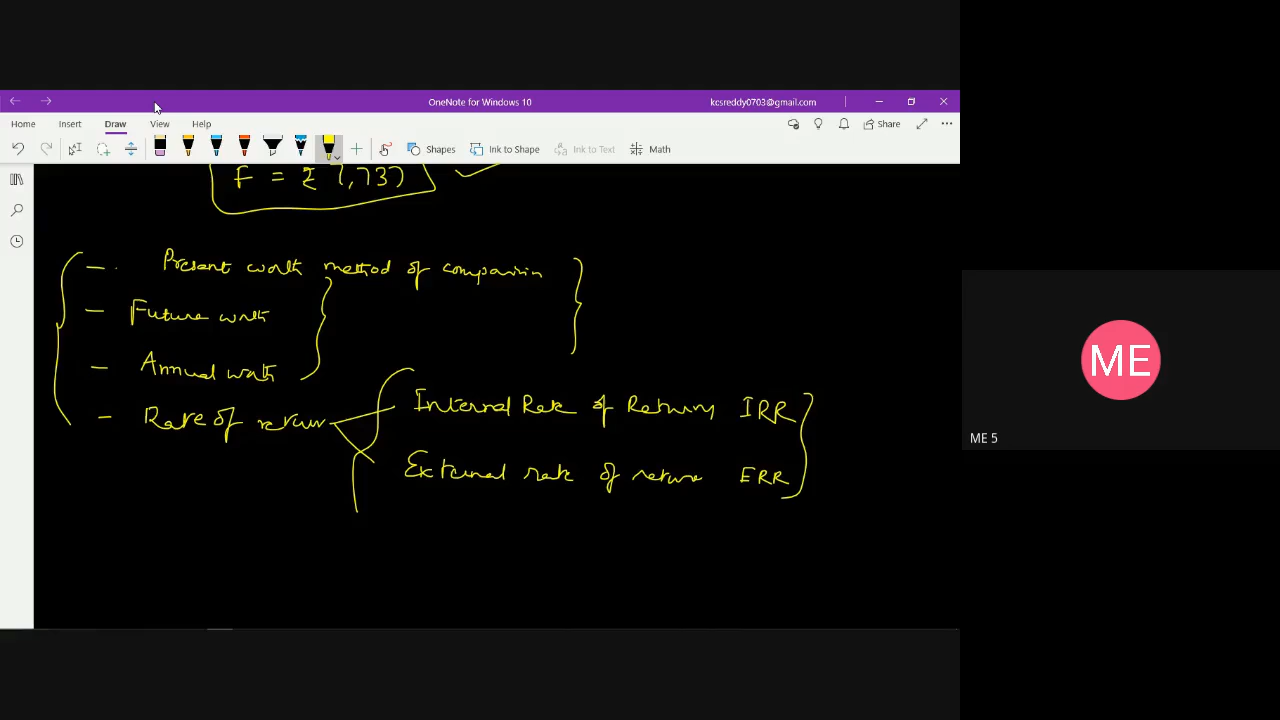 OneNote for Windows 10
kcsreddy0703@gmail.com
Home Insert Draw View Help
Share
Shapes Ink to Shape Ink to Text Math
F = ₹ 1,737
— Present worth method of comparision
— Future worth
— Annual worth
— Rate of return
Internal Rate of Return IRR
External rate of return ERR
ME
ME 5